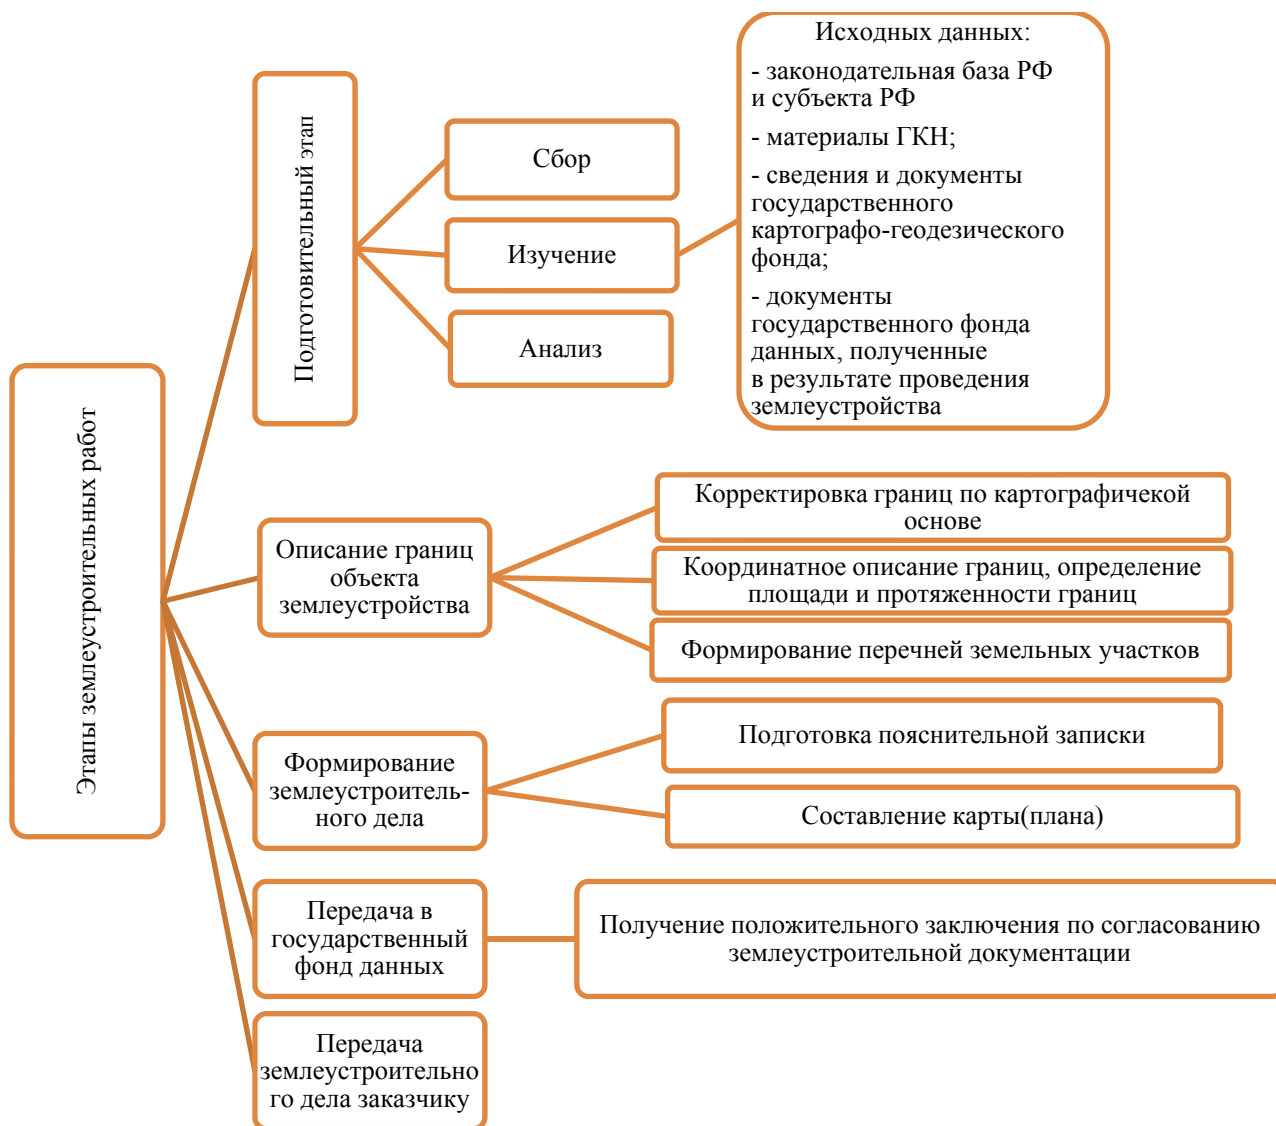 Этапы землеустроительных работ
Подготовительный этап
Сбор
Изучение
Анализ
Исходных данных:
- законодательная база РФ
и субъекта РФ
- материалы ГКН;
- сведения и документы
государственного
картографо-геодезического
фонда;
- документы
государственного фонда
данных, полученные
в результате проведения
землеустройства
Описание границ
объекта
землеустройства
Корректировка границ по картографичекой
основе
Координатное описание границ, определение
площади и протяженности границ
Формирование перечней земельных участков
Формирование
землеустроитель-
ного дела
Подготовка пояснительной записки
Составление карты(плана)
Передача в
государственный
фонд данных
Получение положительного заключения по согласованию
землеустроительной документации
Передача
землеустроительно
го дела заказчику